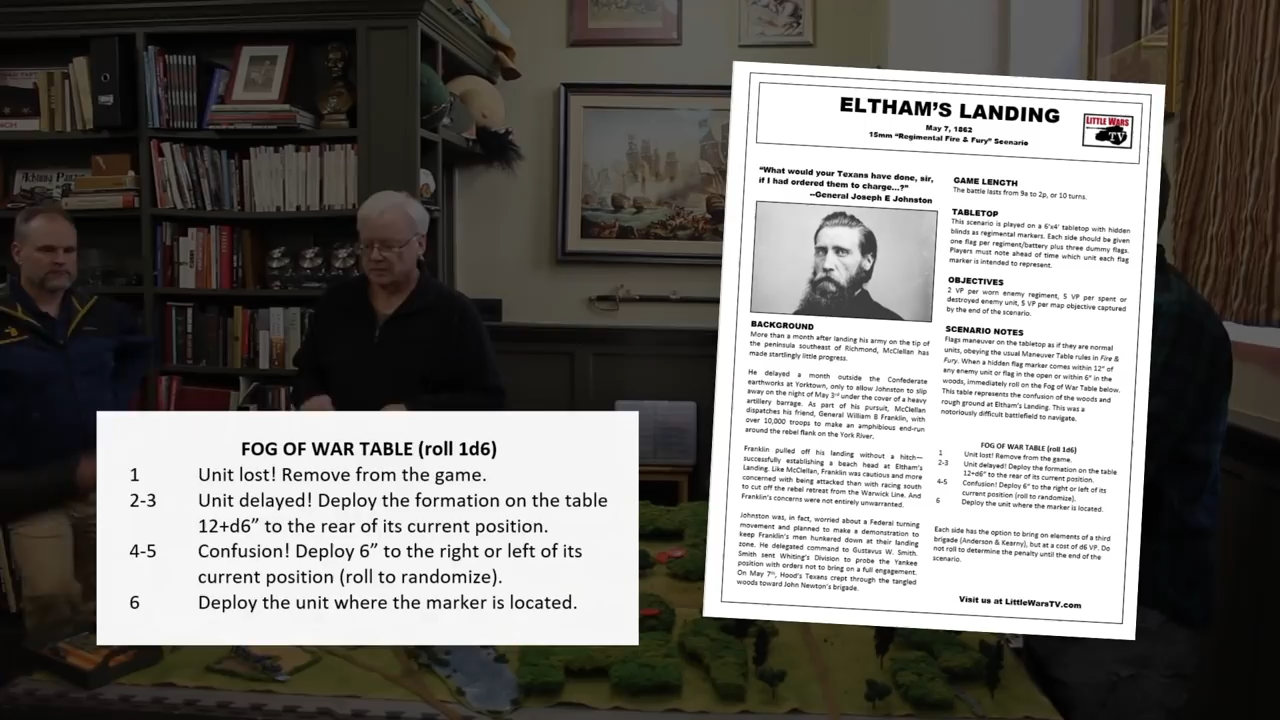 FOG OF WAR TABLE (roll 1d6)
1 Unit lost! Remove from the game.
2-3 Unit delayed! Deploy the formation on the table
12+d6” to the rear of its current position.
4-5 Confusion! Deploy 6” to the right or left of its
current position (roll to randomize).
6 Deploy the unit where the marker is located.
ELTHAM’S LANDING
May 7, 1862
15mm “Regimental Fire & Fury” Scenario
LITTLE WARS
TV
“What would your Texans have done, sir,
if I had ordered them to charge...?”
--General Joseph E Johnston
BACKGROUND
More than a month after landing his army on the tip of
the peninsula southeast of Richmond, McClellan has
made startlingly little progress.
He delayed a month outside the Confederate
earthworks at Yorktown, only to allow Johnston to slip
away on the night of May 3rd under the cover of a heavy
artillery barrage. As part of his pursuit, McClellan
dispatches his friend, General William B Franklin, with
over 10,000 troops to make an amphibious end-run
around the rebel flank on the York River.
Franklin pulled off his landing without a hitch—
successfully establishing a beach head at Eltham’s
Landing. Like McClellan, Franklin was cautious and more
concerned with being attacked than with racing south
to cut off the rebel retreat from the Warwick Line. And
Franklin’s concerns were not entirely unwarranted.
Johnston was, in fact, worried about a Federal turning
movement and planned to make a demonstration to
keep Franklin’s men hunkered down at their landing
zone. He delegated command to Gustavus W. Smith.
Smith sent Whiting’s Division to probe the Yankee
position with orders not to bring on a full engagement.
On May 7th, Hood’s Texans crept through the tangled
woods toward John Newton’s brigade.
GAME LENGTH
The battle lasts from 9a to 2p, or 10 turns.
TABLETOP
This scenario is played on a 6’x4’ tabletop with hidden
blinds as regimental markers. Each side should be given
one flag per regiment/battery plus three dummy flags.
Players must note ahead of time which unit each flag
marker is intended to represent.
OBJECTIVES
2 VP per worn enemy regiment, 5 VP per spent or
destroyed enemy unit, 5 VP per map objective captured
by the end of the scenario.
SCENARIO NOTES
Flags maneuver on the tabletop as if they are normal
units, obeying the usual Maneuver Table rules in Fire &
Fury. When a hidden flag marker comes within 12” of
any enemy unit or flag in the open or within 6” in the
woods, immediately roll on the Fog of War Table below.
This table represents the confusion of the woods and
rough ground at Eltham’s Landing. This was a
notoriously difficult battlefield to navigate.
FOG OF WAR TABLE (roll 1d6)
1 Unit lost! Remove from the game.
2-3 Unit delayed! Deploy the formation on the table
12+d6” to the rear of its current position.
4-5 Confusion! Deploy 6” to the right or left of its
current position (roll to randomize).
6 Deploy the unit where the marker is located.
Each side has the option to bring on elements of a third
brigade (Anderson & Kearny), but at a cost of d6 VP. Do
not roll to determine the penalty until the end of the
scenario.
Visit us at LittleWarsTV.com